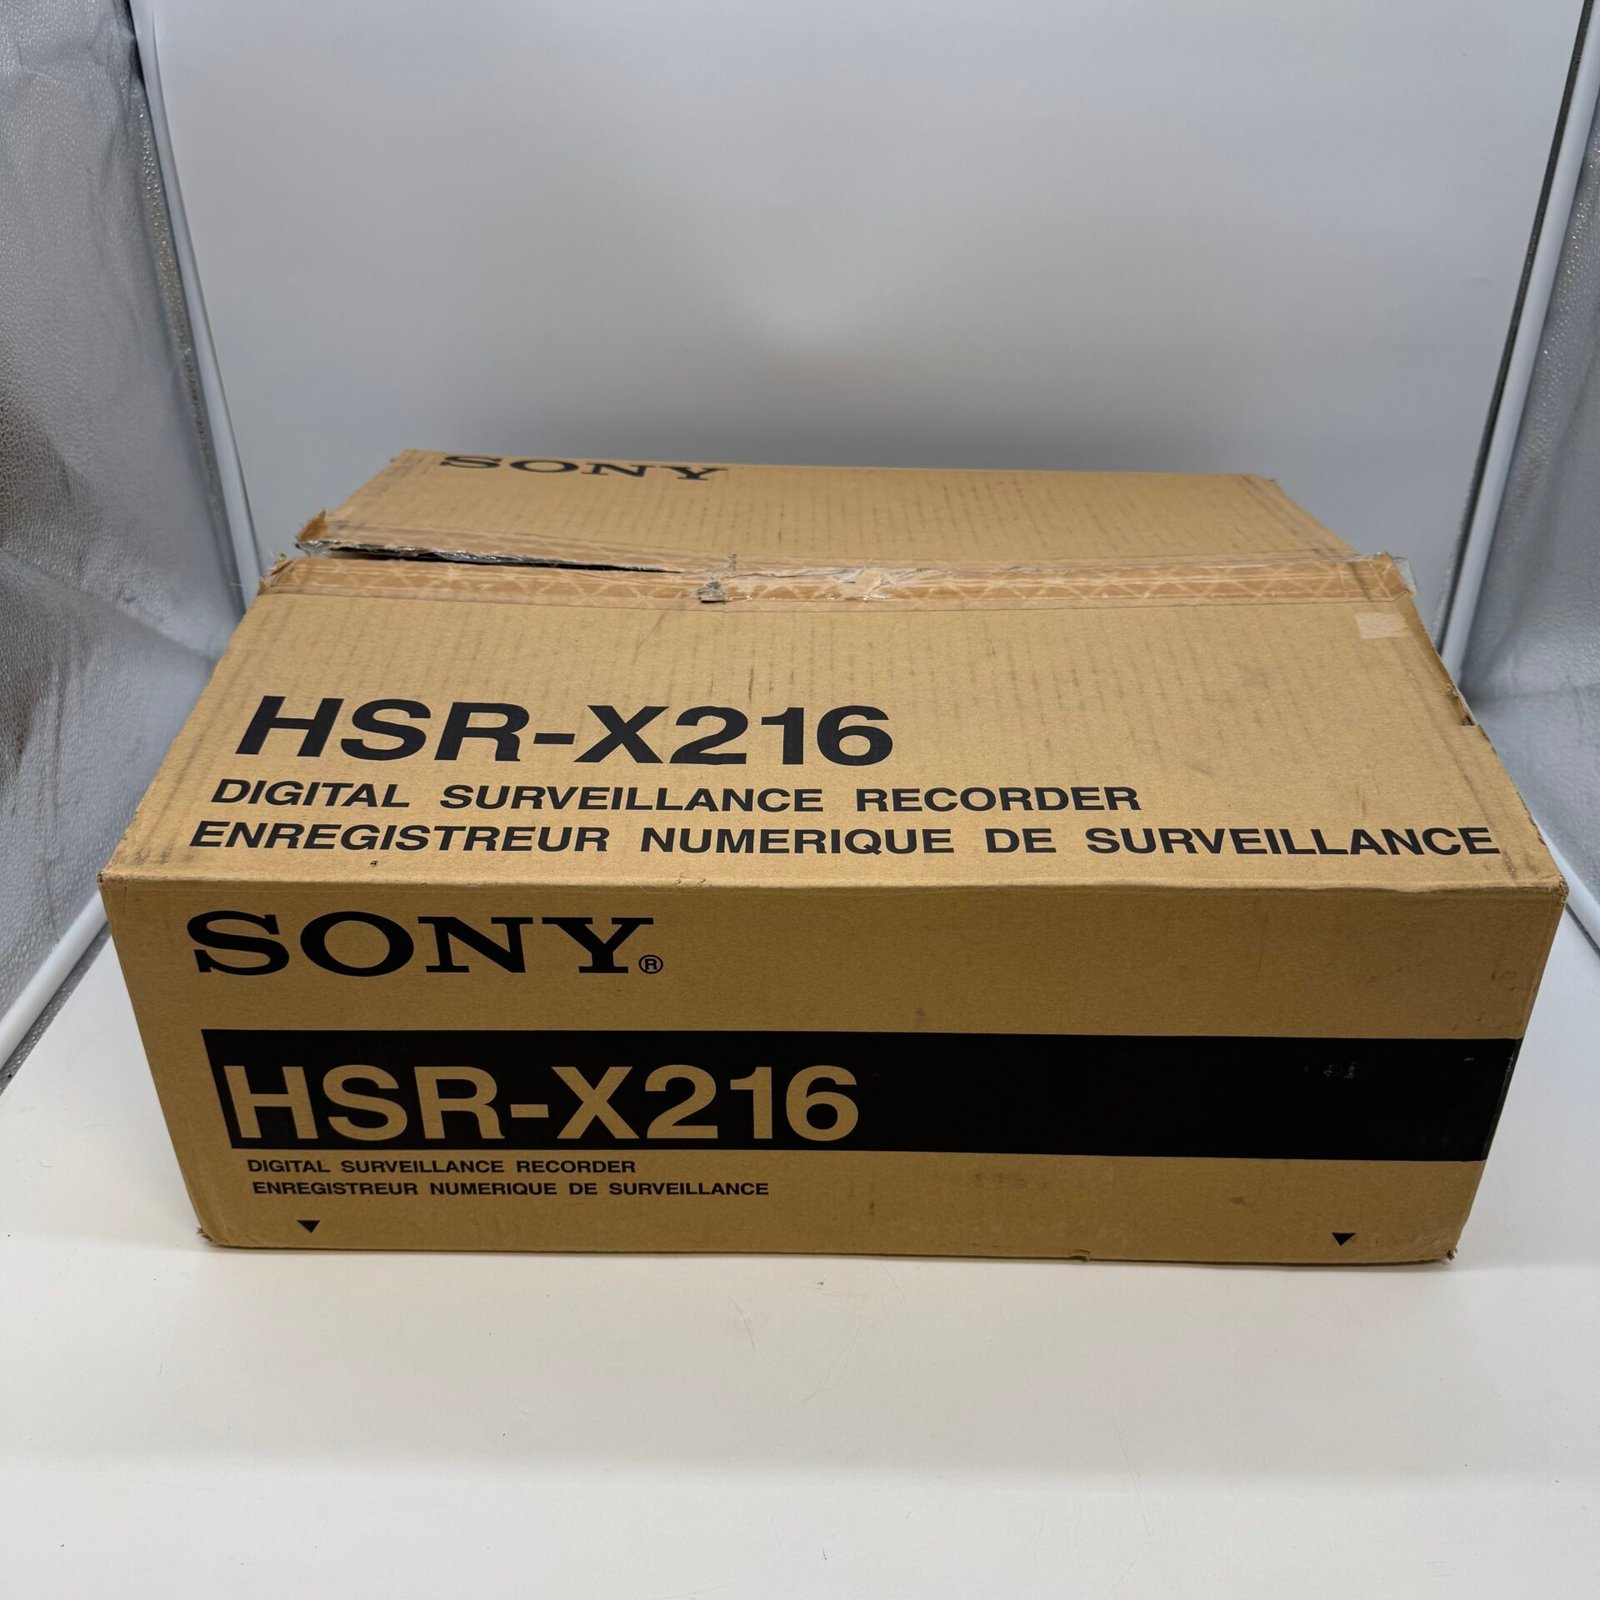 SONY
HSR-X216
DIGITAL SURVEILLANCE RECORDER
ENREGISTREUR NUMERIQUE DE SURVEILLANCE
SONY®
HSR-X216
DIGITAL SURVEILLANCE RECORDER
ENREGISTREUR NUMERIQUE DE SURVEILLANCE